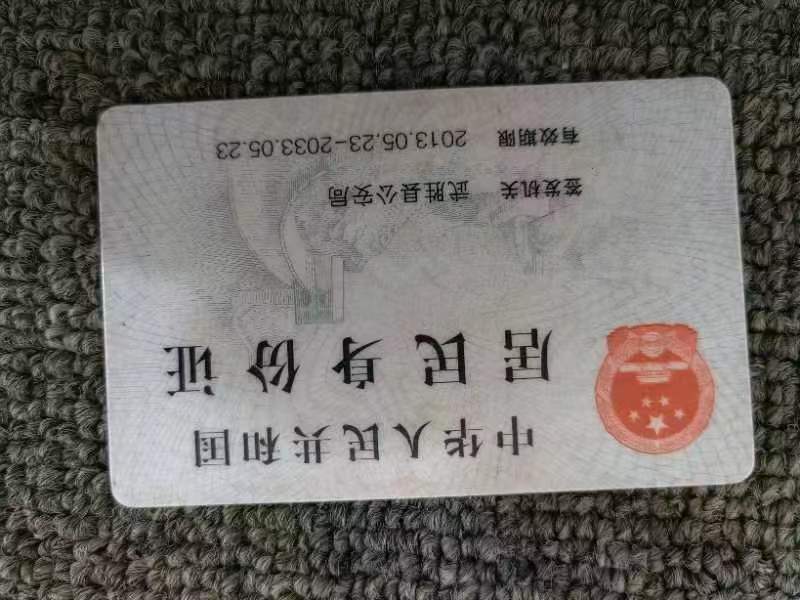 中华人民共和国
居民身份证
签发机关 武胜县公安局
有效期限 2013.05.23-2033.05.23